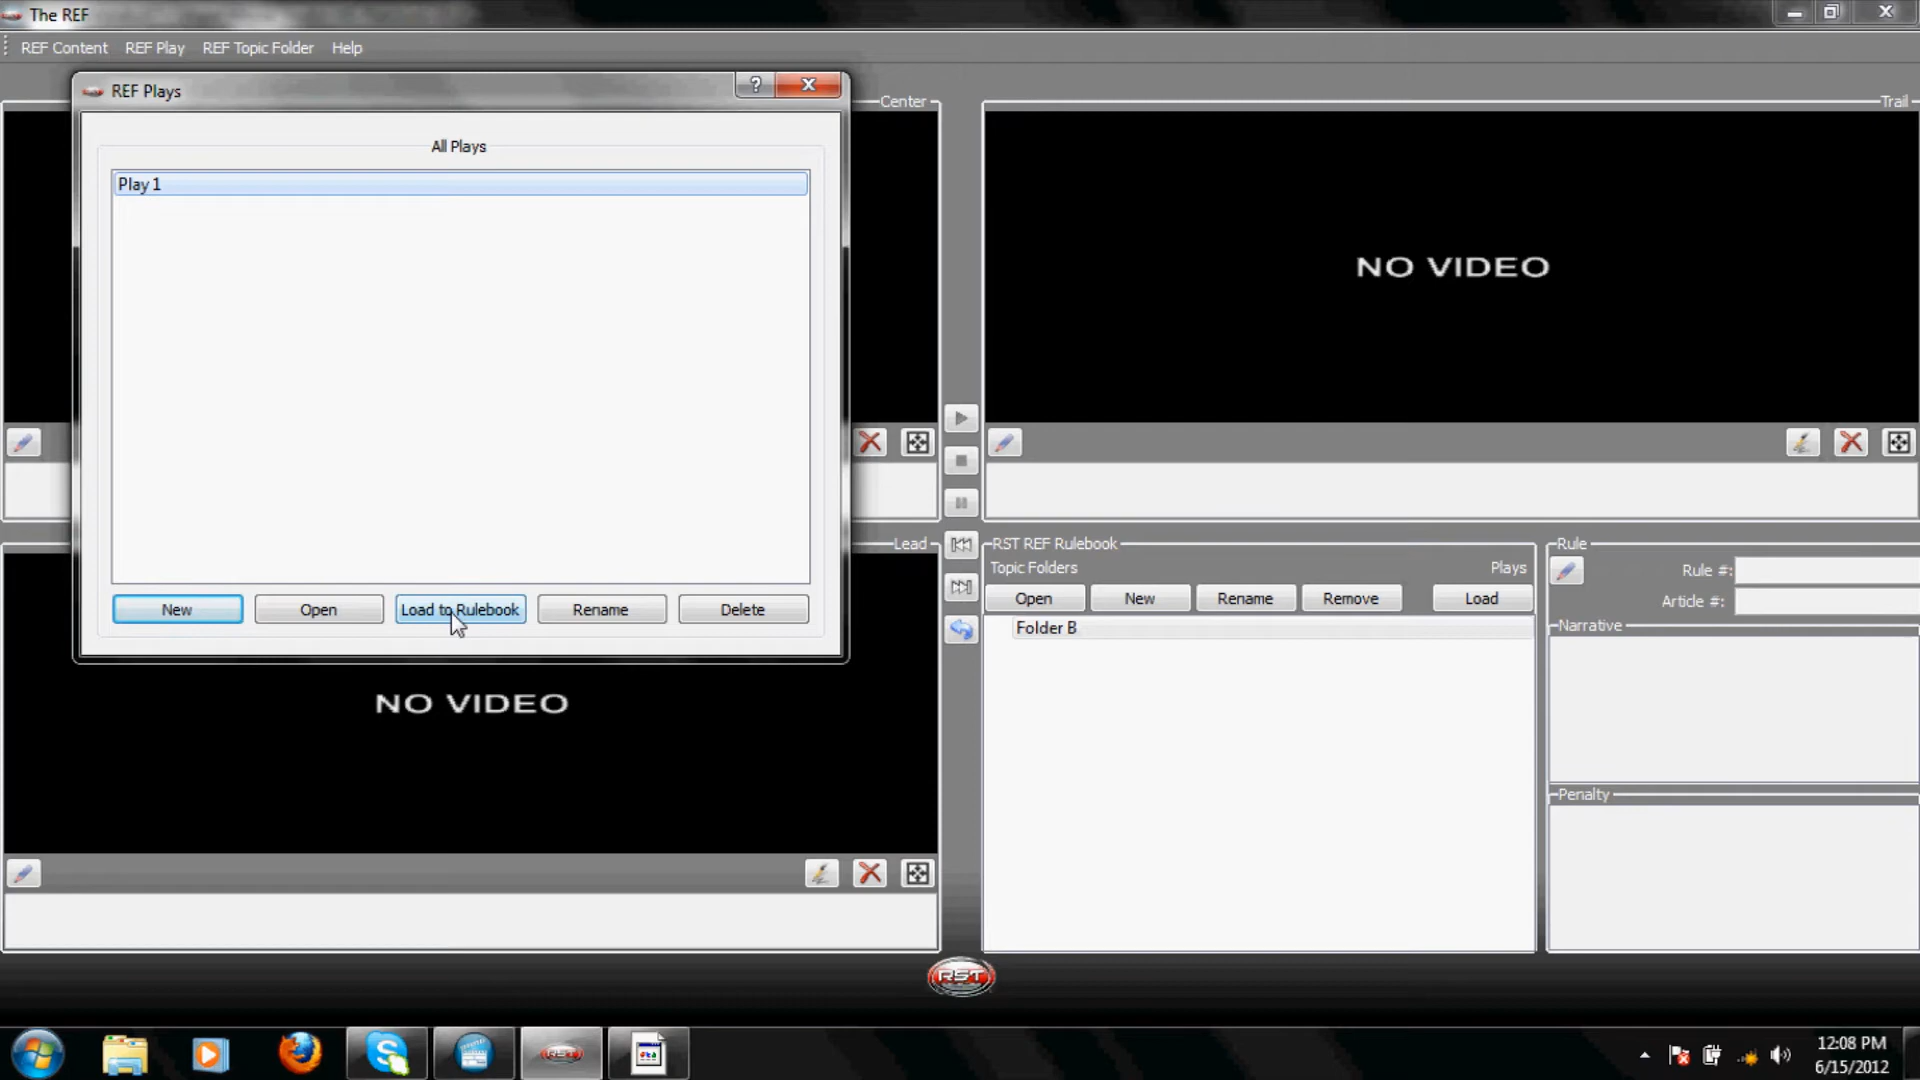 The REF
REF Content REF Play REF Topic Folder Help
REF Plays
?
Center
Trail
All Plays
Play 1
NO VIDEO
New Open Load to Rulebook Rename Delete
Lead
NO VIDEO
RST REF Rulebook
Topic Folders Plays
Open New Rename Remove Load
Folder B
Rule
Rule #:
Article #:
Narrative
Penalty
RST
RST
12:08 PM
6/15/2012